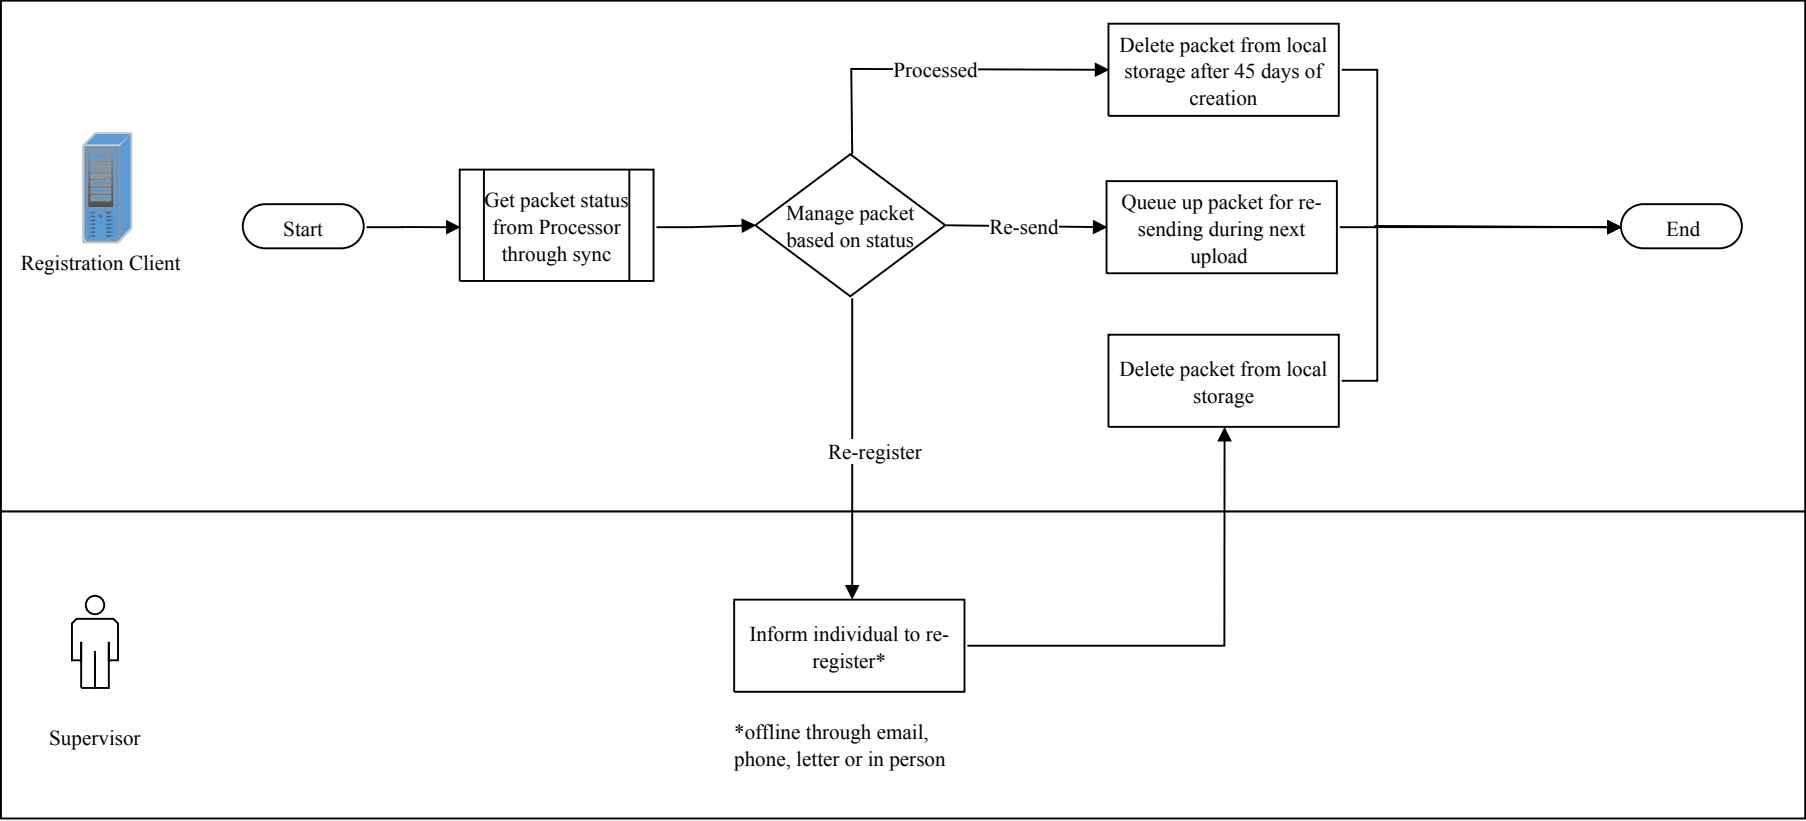 Delete packet from local
storage after 45 days of
creation
Processed
Registration Client
Start
Get packet status
from Processor
through sync
Manage packet
based on status
Re-send
Queue up packet for re-
sending during next
upload
End
Delete packet from local
storage
Re-register
Supervisor
Inform individual to re-
register*
*offline through email,
phone, letter or in person